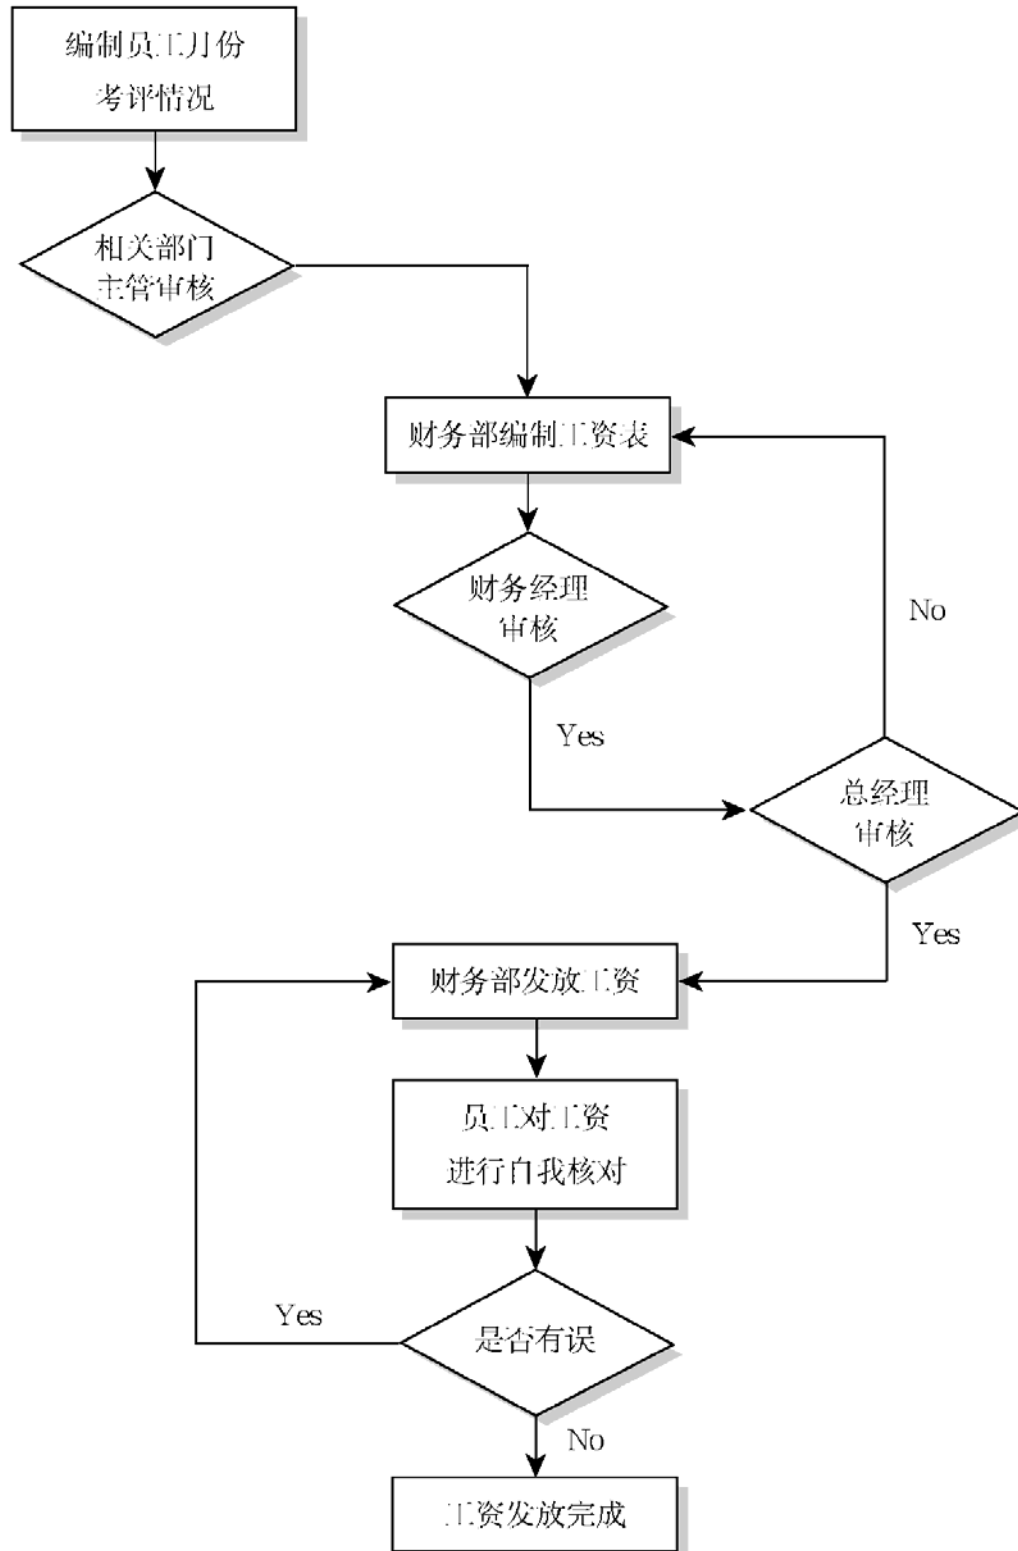 编制员工月份
考评情况
相关部门
主管审核
财务部编制工资表
财务经理
审核
No
Yes
总经理
审核
Yes
财务部发放工资
员工对工资
进行自我核对
Yes
是否有误
No
工资发放完成